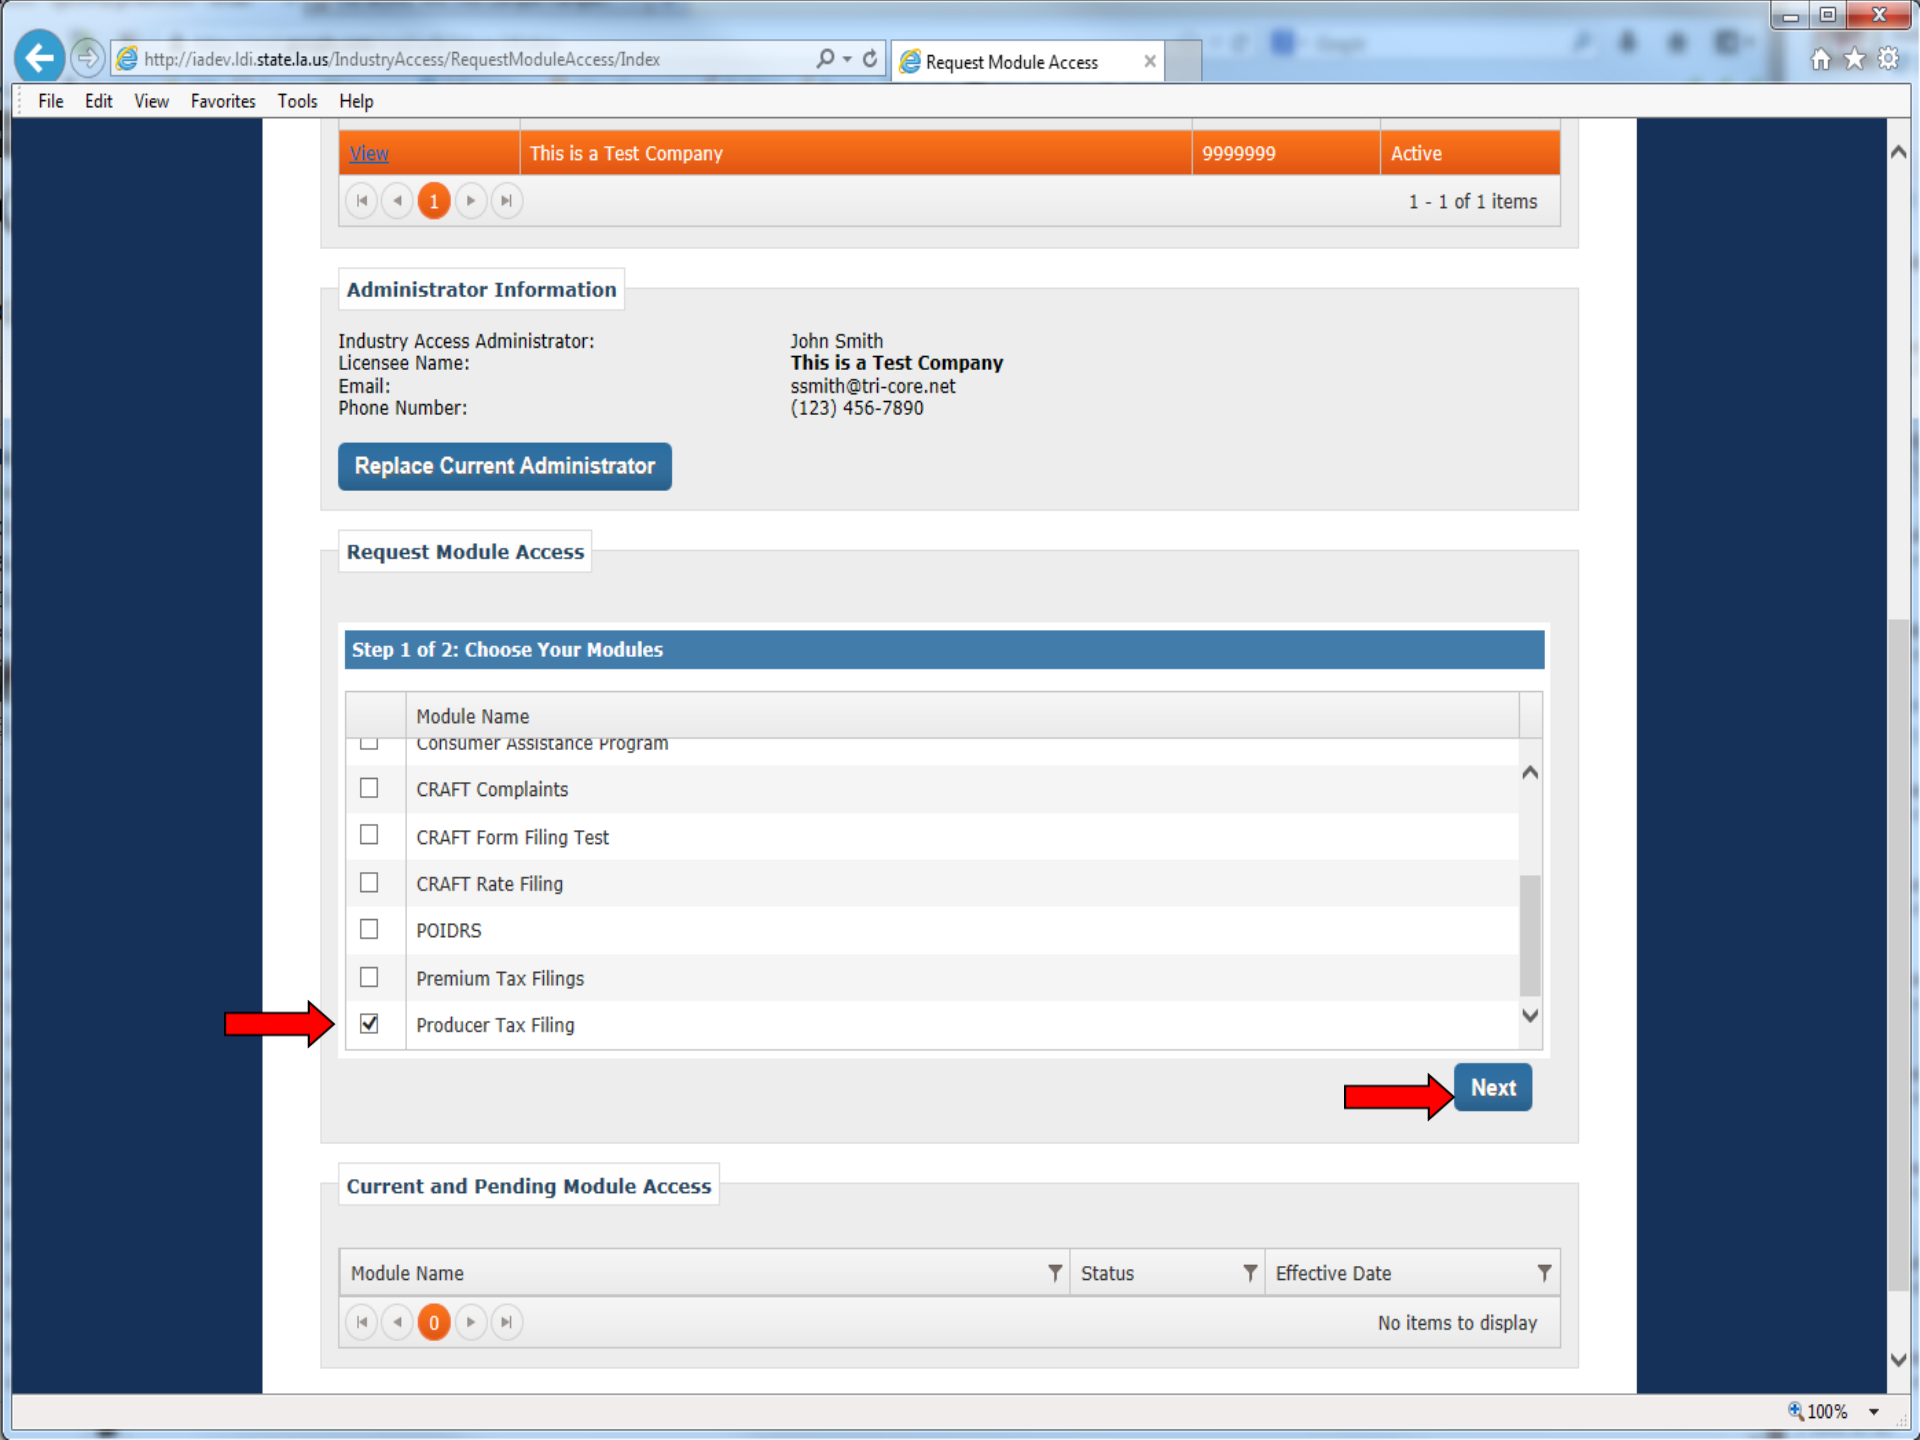 http://iadev.ldi.state.la.us/IndustryAccess/RequestModuleAccess/Index
Request Module Access
File Edit View Favorites Tools Help
View This is a Test Company 9999999 Active
1 1 - 1 of 1 items
Administrator Information
Industry Access Administrator: John Smith
Licensee Name: This is a Test Company
Email: ssmith@tri-core.net
Phone Number: (123) 456-7890
Replace Current Administrator
Request Module Access
Step 1 of 2: Choose Your Modules
Module Name
Consumer Assistance Program
CRAFT Complaints
CRAFT Form Filing Test
CRAFT Rate Filing
POIDRS
Premium Tax Filings
Producer Tax Filing
Next
Current and Pending Module Access
Module Name Status Effective Date
0 No items to display
100%